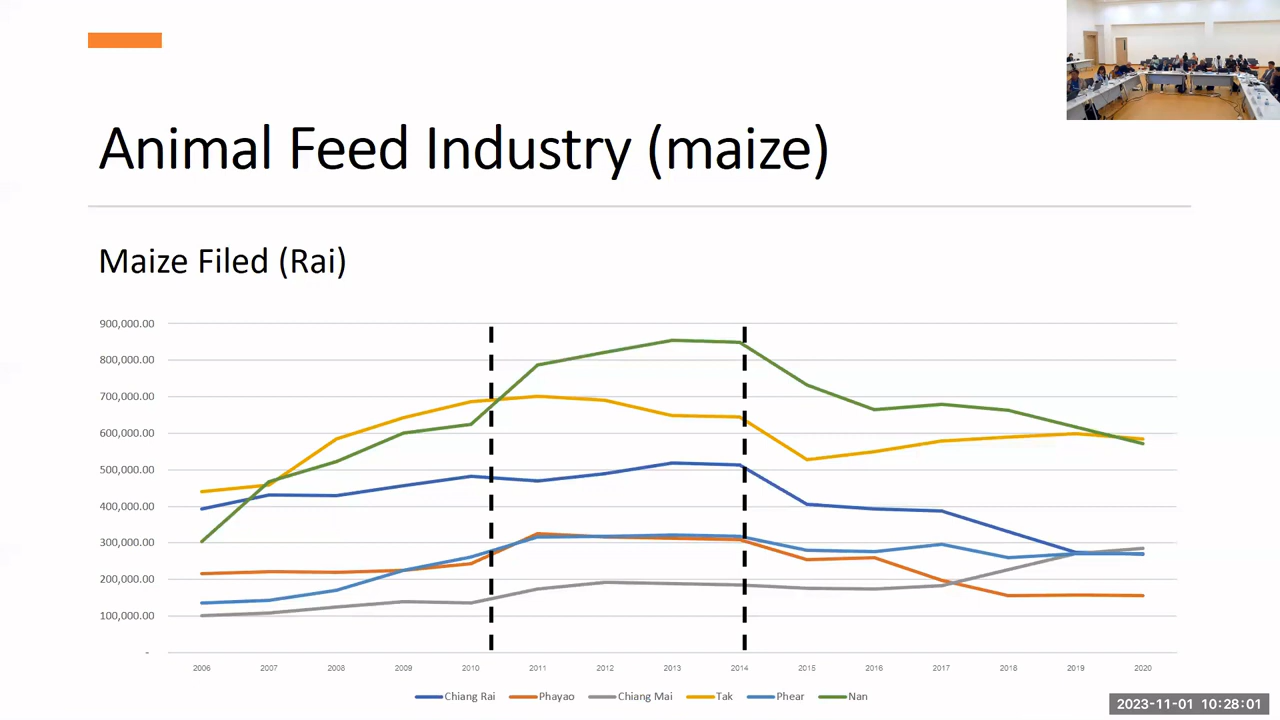 Animal Feed Industry (maize)
Maize Filed (Rai)
900,000.00
800,000.00
700,000.00
600,000.00
500,000.00
400,000.00
300,000.00
200,000.00
100,000.00
-
2006 2007 2008 2009 2010 2011 2012 2013 2014 2015 2016 2017 2018 2019 2020
Chiang Rai Phayao Chiang Mai Tak Phear Nan
2023-11-01 10:28:01